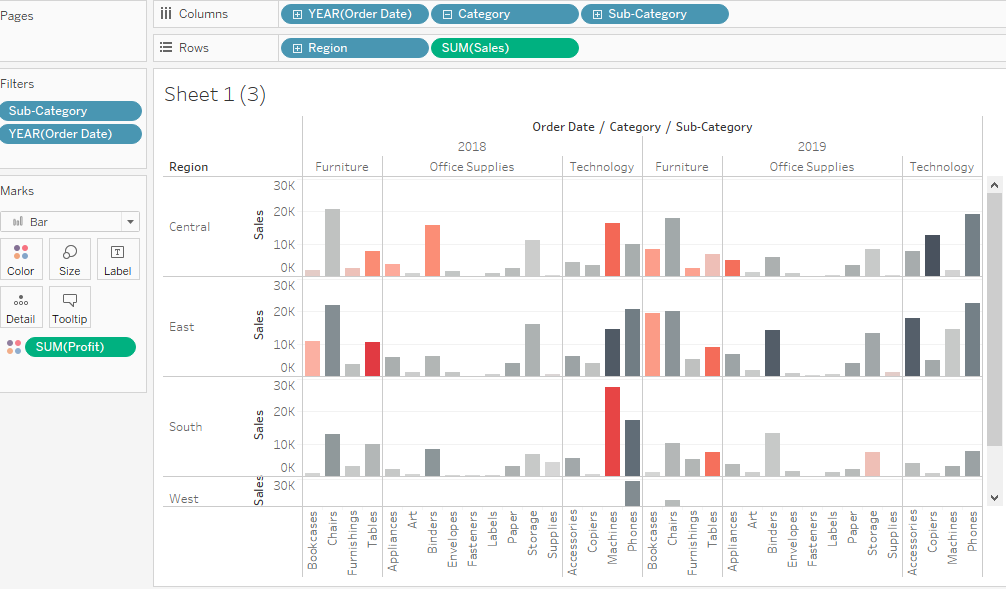 Pages
Columns
YEAR(Order Date)
Category
Sub-Category
Rows
Region
SUM(Sales)
Filters
Sub-Category
YEAR(Order Date)
Marks
Bar
Color
Size
Label
Detail
Tooltip
SUM(Profit)
Sheet 1 (3)
Order Date / Category / Sub-Category
2018
2019
Region
Furniture
Office Supplies
Technology
Furniture
Office Supplies
Technology
Central
Sales
30K
20K
10K
0K
East
Sales
30K
20K
10K
0K
South
Sales
30K
20K
10K
0K
West
Sales
30K
Bookcases
Chairs
Furnishings
Tables
Appliances
Art
Binders
Envelopes
Fasteners
Labels
Paper
Storage
Supplies
Accessories
Copiers
Machines
Phones
Bookcases
Chairs
Furnishings
Tables
Appliances
Art
Binders
Envelopes
Fasteners
Labels
Paper
Storage
Supplies
Accessories
Copiers
Machines
Phones